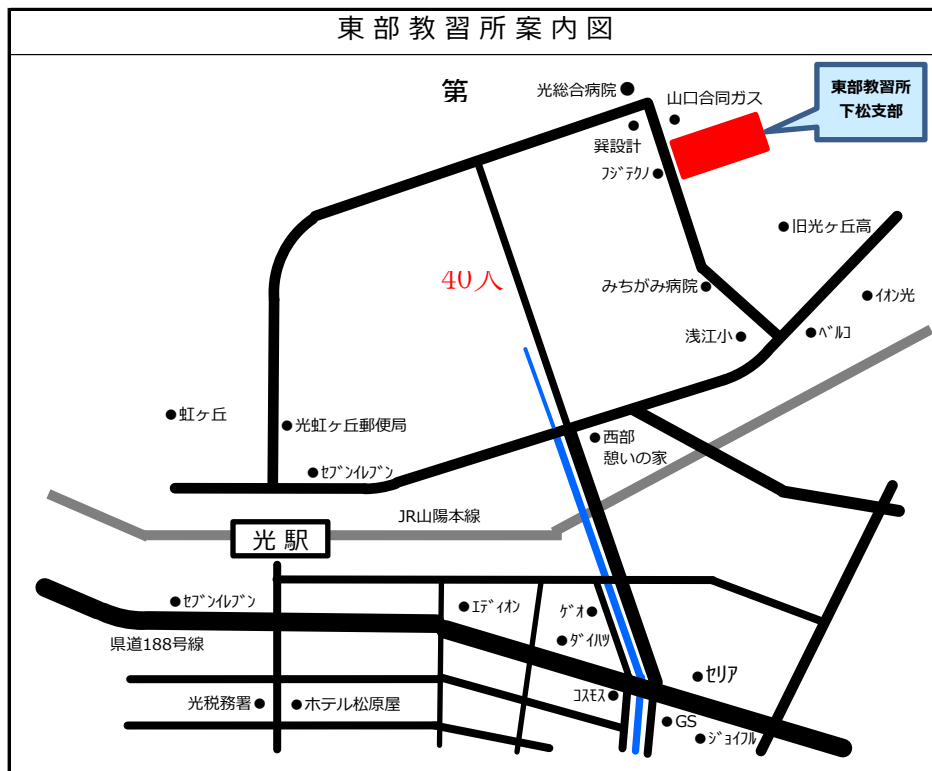 東部教習所案内図
第
光総合病院
山口合同ガス
東部教習所
下松支部
巽設計
ﾌｼﾞﾃｸﾉ
旧光ヶ丘高
40人
みちがみ病院
ｲｵﾝ光
浅江小
ﾍﾞﾙｺ
虹ヶ丘
光虹ヶ丘郵便局
西部
憩いの家
ｾﾌﾞﾝｲﾚﾌﾞﾝ
JR山陽本線
光駅
ｾﾌﾞﾝｲﾚﾌﾞﾝ
ｴﾃﾞｨｵﾝ
ｹﾞｵ
県道188号線
ﾀﾞｲﾊﾂ
セリア
ｺｽﾓｽ
光税務署
ホテル松原屋
GS
ｼﾞｮｲﾌﾙ